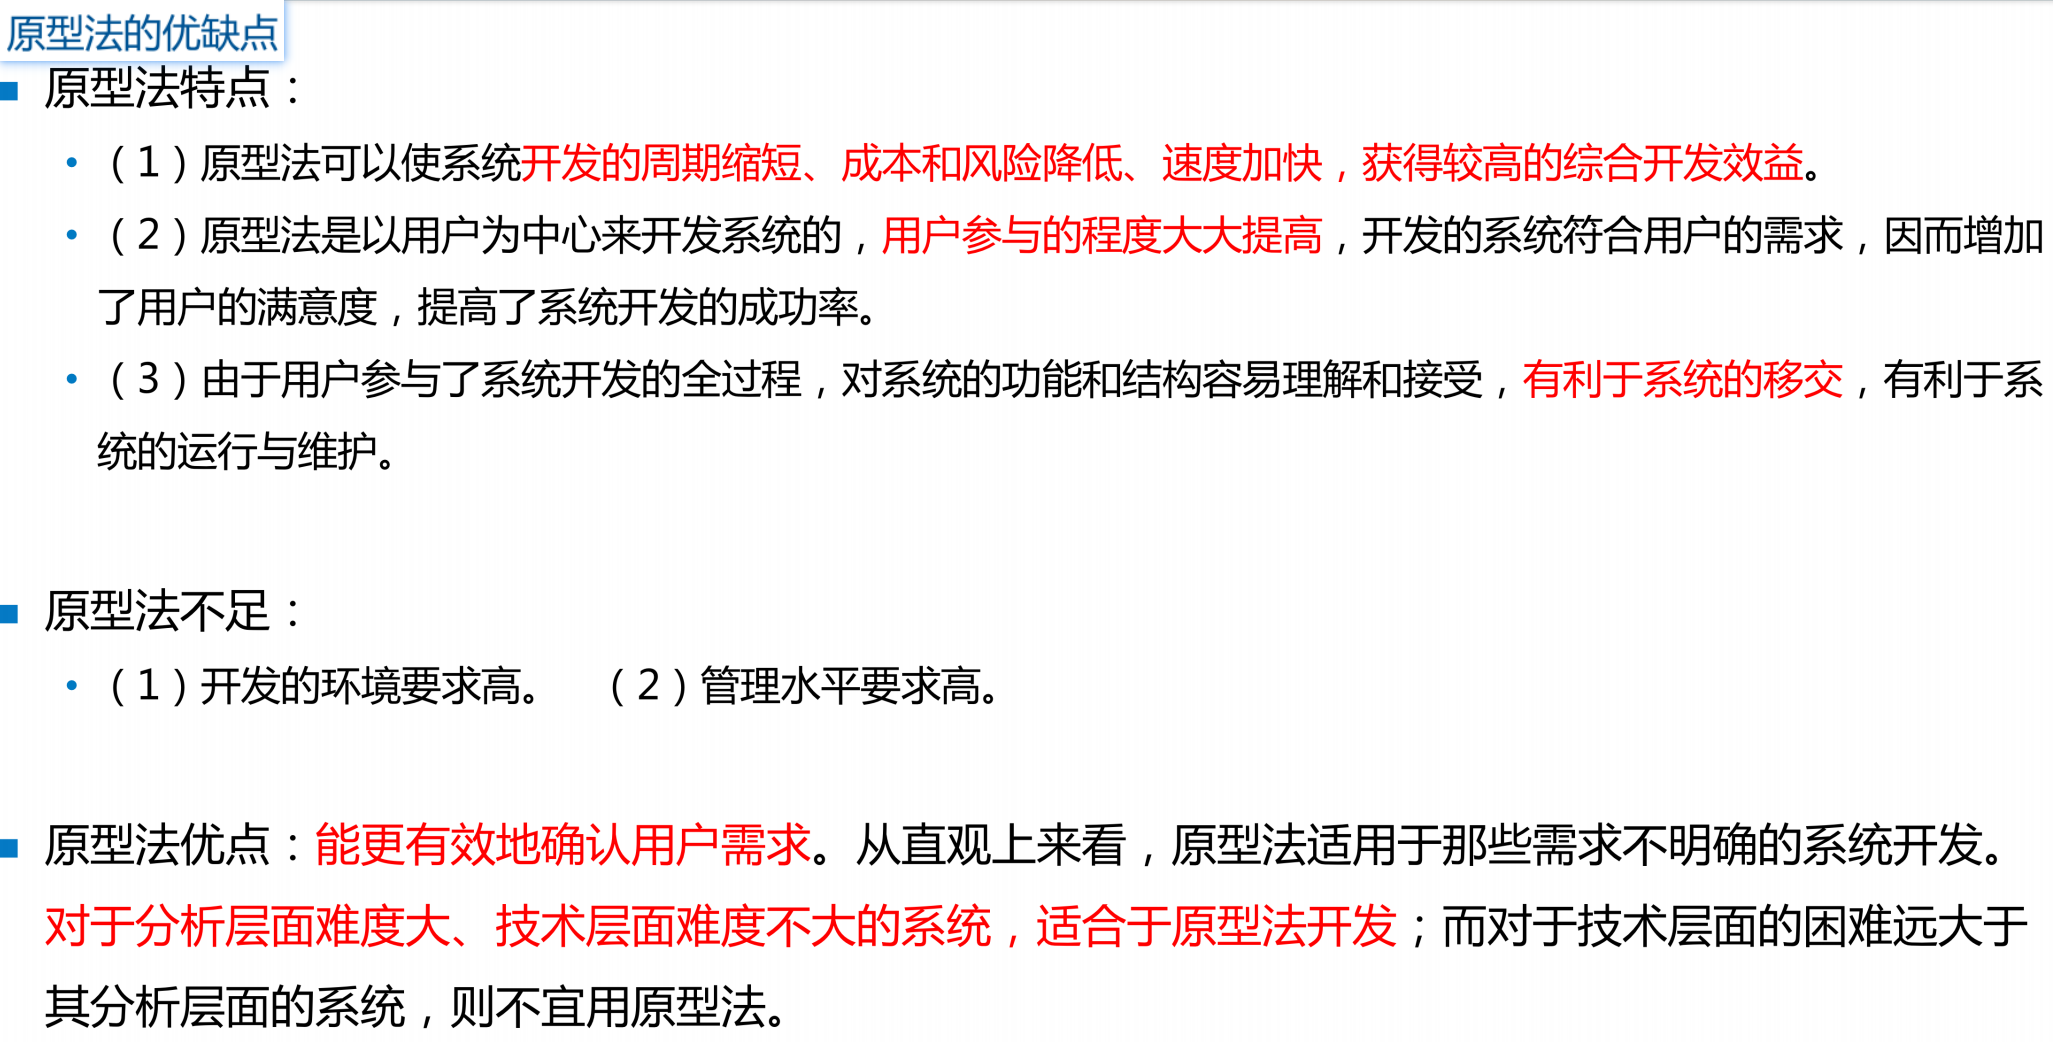 原型法的优缺点
原型法特点：
（1）原型法可以使系统开发的周期缩短、成本和风险降低、速度加快，获得较高的综合开发效益。
（2）原型法是以用户为中心来开发系统的，用户参与的程度大大提高，开发的系统符合用户的需求，因而增加
了用户的满意度，提高了系统开发的成功率。
（3）由于用户参与了系统开发的全过程，对系统的功能和结构容易理解和接受，有利于系统的移交，有利于系
统的运行与维护。
原型法不足：
（1）开发的环境要求高。 （2）管理水平要求高。
原型法优点：能更有效地确认用户需求。从直观上来看，原型法适用于那些需求不明确的系统开发。
对于分析层面难度大、技术层面难度不大的系统，适合于原型法开发；而对于技术层面的困难远大于
其分析层面的系统，则不宜用原型法。